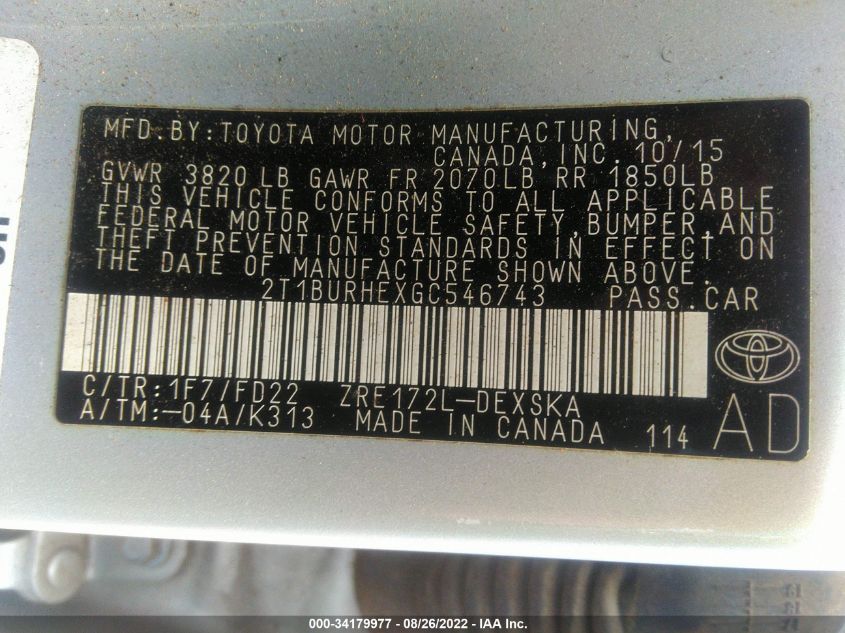 MFD.BY:TOYOTA MOTOR MANUFACTURING,
CANADA,INC. 10/15
GVWR 3820 LB GAWR FR 2070LB RR 1850LB
THIS VEHICLE CONFORMS TO ALL APPLICABLE
FEDERAL MOTOR VEHICLE SAFETY,BUMPER,AND
THEFT PREVENTION STANDARDS IN EFFECT ON
THE DATE OF MANUFACTURE SHOWN ABOVE.
2T1BURHEXGC546743 PASS.CAR
C/TR:1F7/FD22 ZRE172L-DEXSKA
A/TM:-04A/K313 MADE IN CANADA 114
AD
000-34179977 - 08/26/2022 - IAA Inc.